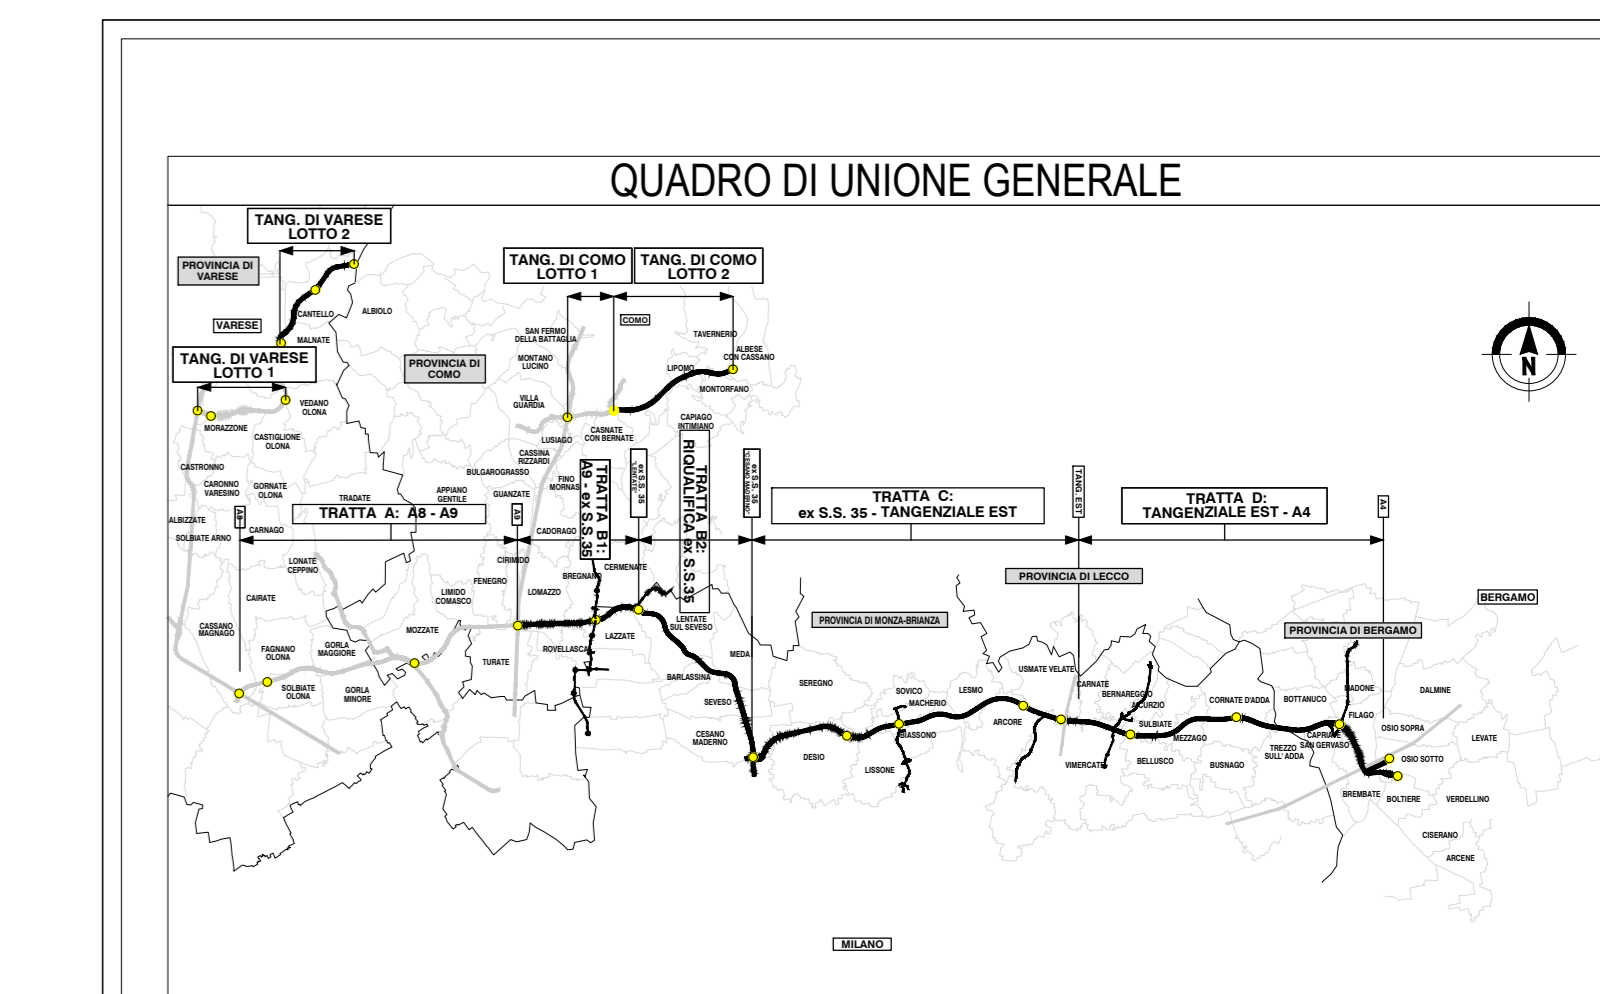 QUADRO DI UNIONE GENERALE
TANG. DI VARESE
LOTTO 2
PROVINCIA DI
VARESE
TANG. DI COMO
LOTTO 1
TANG. DI COMO
LOTTO 2
CANTELLO
ALBIOLO
VARESE
COMO
MALNATE
SAN FERMO
DELLA BATTAGLIA
TAVERNERIO
ALBESE
CON CASSANO
TANG. DI VARESE
LOTTO 1
PROVINCIA DI
COMO
MONTANO
LUCINO
LIPOMO
MONTORFANO
N
VEDANO
OLONA
VILLA
GUARDIA
MORAZZONE
CAPIAGO
INTIMIANO
CASTIGLIONE
OLONA
LUSIAGO
CASNATE
CON BERNATE
CASTRONNO
CASSINA
RIZZARDI
BULGAROGRASSO
CARONNO
VARESINO
GORNATE
OLONA
FINO
MORNAS
TRADATE
APPIANO
GENTILE
GUANZATE
TRATTA B1:
A9 - ex S.S.35
ex S.S. 35
"LENTATE"
TRATTA B2:
RIQUALIFICA ex S.S.35
ex S.S. 35
"CESANO MADERNO"
TANG. EST
A4
TRATTA C:
ex S.S. 35 - TANGENZIALE EST
TRATTA D:
TANGENZIALE EST - A4
A8
TRATTA A: A8 - A9
A9
ALBIZZATE
SOLBIATE ARNO
CARNAGO
CADORAGO
LONATE
CEPPINO
CIRIMIDO
CERMENATE
BREGNANO
FENEGRO
PROVINCIA DI LECCO
CAIRATE
LIMIDO
COMASCO
LOMAZZO
BERGAMO
CASSANO
MAGNAGO
MOZZATE
LENTATE
SUL SEVESO
PROVINCIA DI MONZA-BRIANZA
PROVINCIA DI BERGAMO
LAZZATE
FAGNANO
OLONA
GORLA
MAGGIORE
ROVELLASCA
TURATE
MEDA
BARLASSINA
SEREGNO
USMATE VELATE
CARNATE
SOLBIATE
OLONA
GORLA
MINORE
SEVESO
SOVICO
MACHERIO
LESMO
BERNAREGGIO
AICURZIO
CORNATE D'ADDA
BOTTANUCO
MADONE
DALMINE
CESANO
MADERNO
BIASSONO
ARCORE
SULBIATE
MEZZAGO
FILAGO
CAPRIATE
SAN GERVASO
OSIO SOPRA
LEVATE
DESIO
LISSONE
VIMERCATE
BELLUSCO
BUSNAGO
TREZZO
SULL' ADDA
OSIO SOTTO
BREMBATE
BOLTIERE
VERDELLINO
CISERANO
ARCENE
MILANO